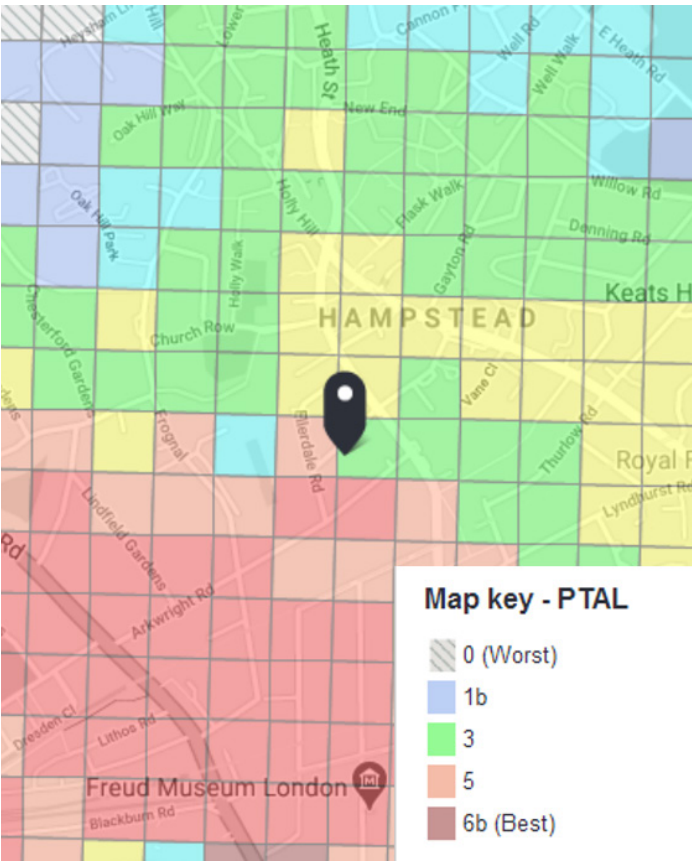 Heysham L
Hill
Lower
Heath St
Cannon P
Well Rd
Well Walk
E Heath Rd
New End
Oak Hill Way
Willow Rd
Oak Hill Park
Holly Hill
Flask Walk
Denning Rd
Holly Walk
Gayton Rd
Keats H
Chesterford Gardens
HAMPSTEAD
Church Row
Vane Cl
dens
Frognal
Ellerdale Rd
Thurlow Rd
Royal F
Lyndhurst Rd
Lindfield Gardens
Rd
Arkwright Rd
Map key - PTAL
0 (Worst)
1b
3
5
6b (Best)
Dresden Cl
Lithos Rd
Freud Museum London
Blackburn Rd